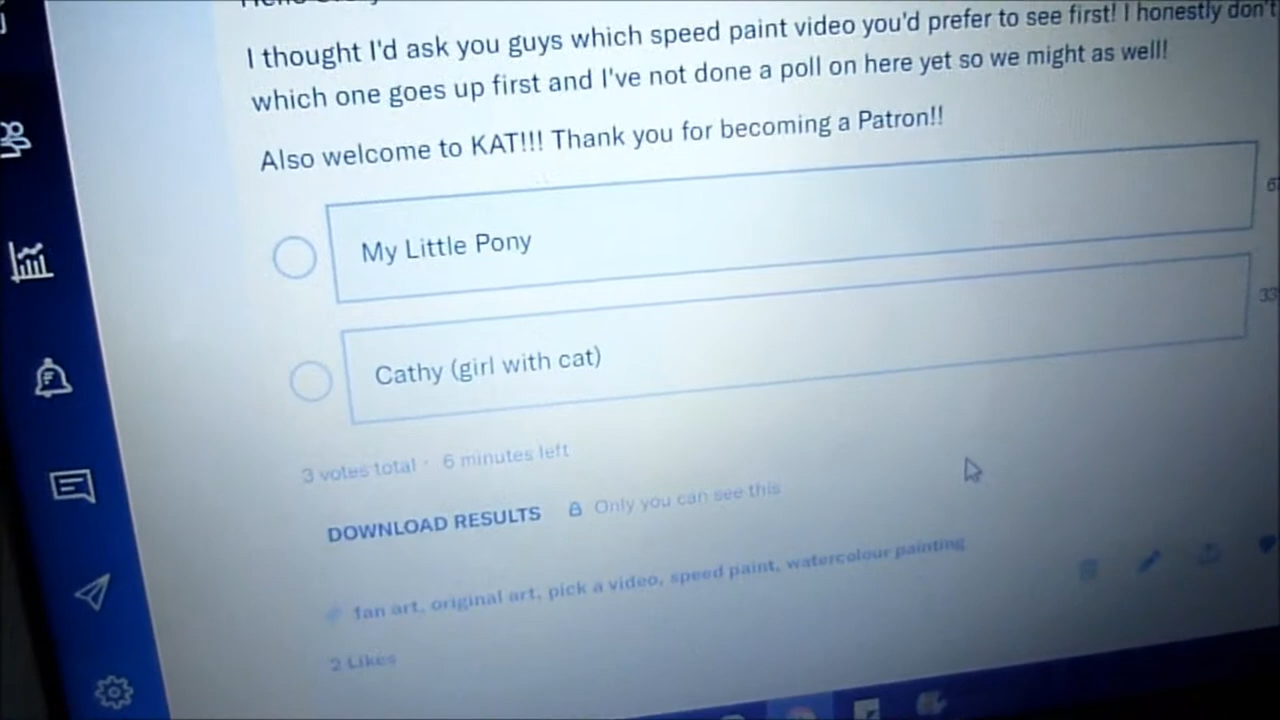 I thought I'd ask you guys which speed paint video you'd prefer to see first! I honestly don't
which one goes up first and I've not done a poll on here yet so we might as well!
Also welcome to KAT!!! Thank you for becoming a Patron!!
My Little Pony
Cathy (girl with cat)
33
3 votes total · 6 minutes left
DOWNLOAD RESULTS Only you can see this
fan art, original art, pick a video, speed paint, watercolour painting
2 Likes